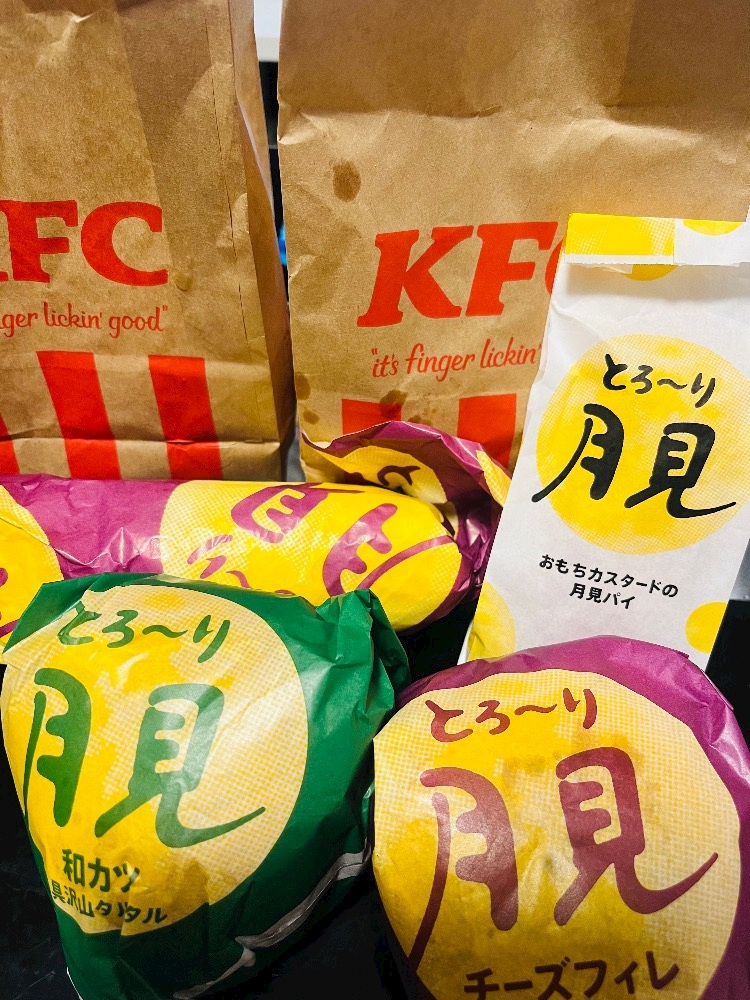 FC
ger lickin' good"
KFC
"it's finger lickin'
とろ〜り
月見
おもちカスタードの
月見パイ
とろ〜り
月見
和カツ
具沢山タルタル
とろ〜り
月見
チーズフィレ